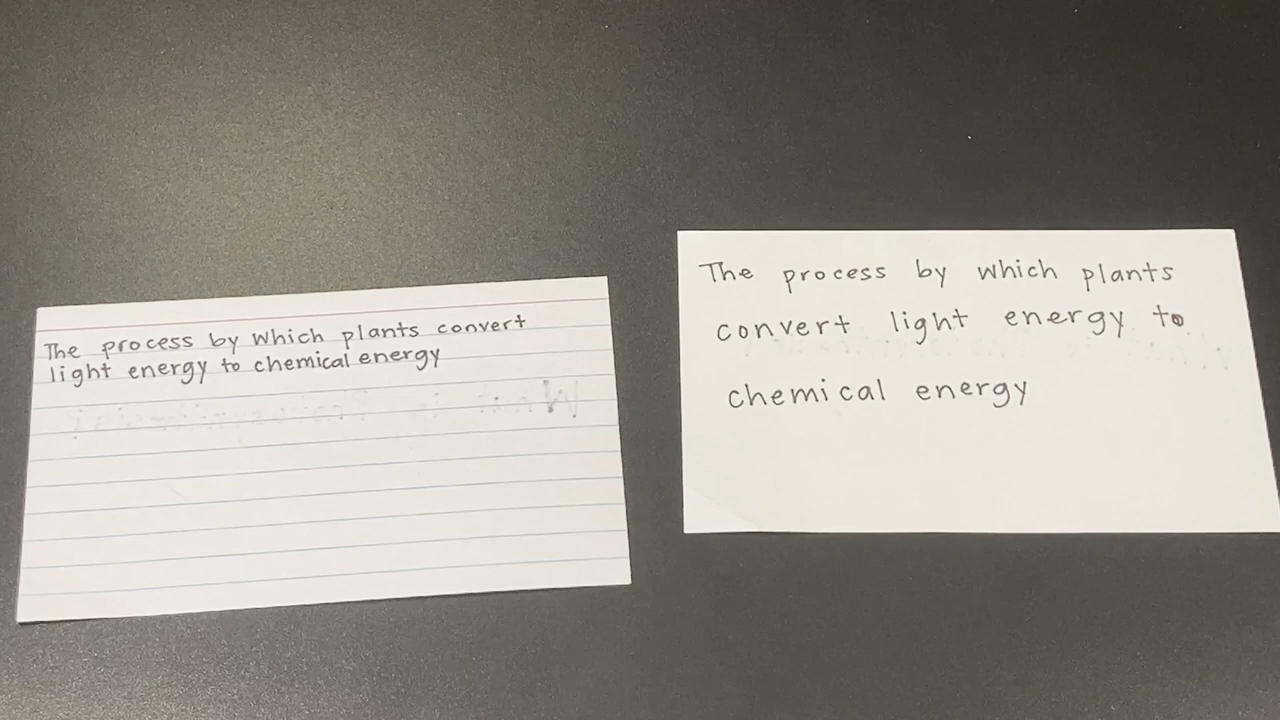 The process by which plants convert
light energy to chemical energy
The process by which plants
convert light energy to
chemical energy